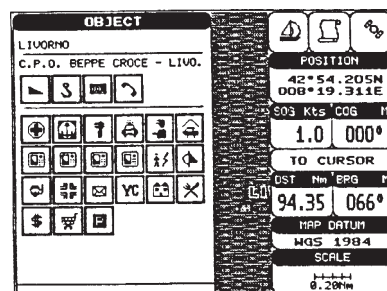 OBJECT
LIVORNO
C.P.O. BEPPE CROCE - LIVO.
YC
$
P
POSITION
42°54.205N
008°19.311E
SOG Kts COG M
1.0 000°
TO CURSOR
DST Nm BRG M
94.35 066°
MAP DATUM
WGS 1984
SCALE
0.20Nm